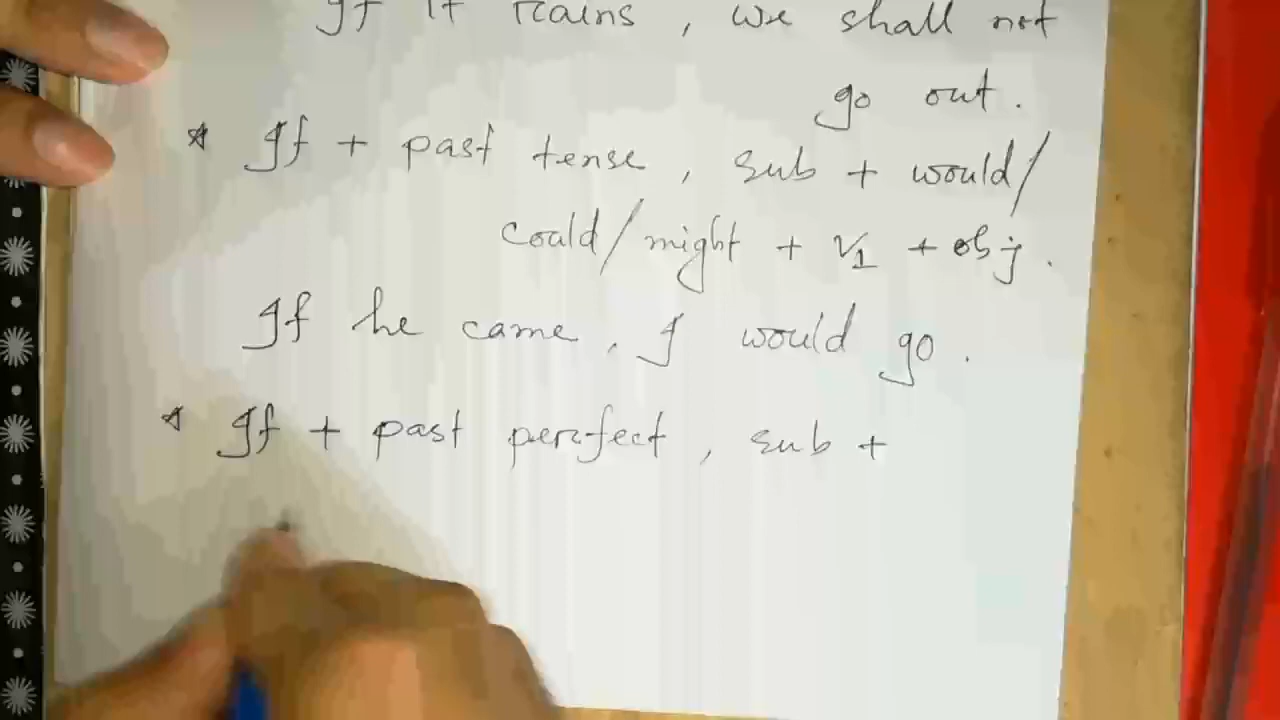 If it rains, we shall not
go out.
* If + past tense, sub + would/
could/might + V1 + obj.
If he came, I would go.
* If + past perfect, sub +